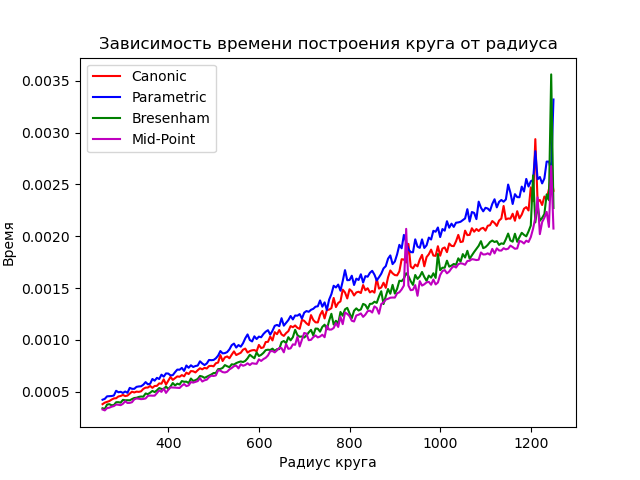 Зависимость времени построения круга от радиуса
Canonic
Parametric
Bresenham
Mid-Point
0.0035
0.0030
0.0025
0.0020
0.0015
0.0010
0.0005
Время
400 600 800 1000 1200
Радиус круга